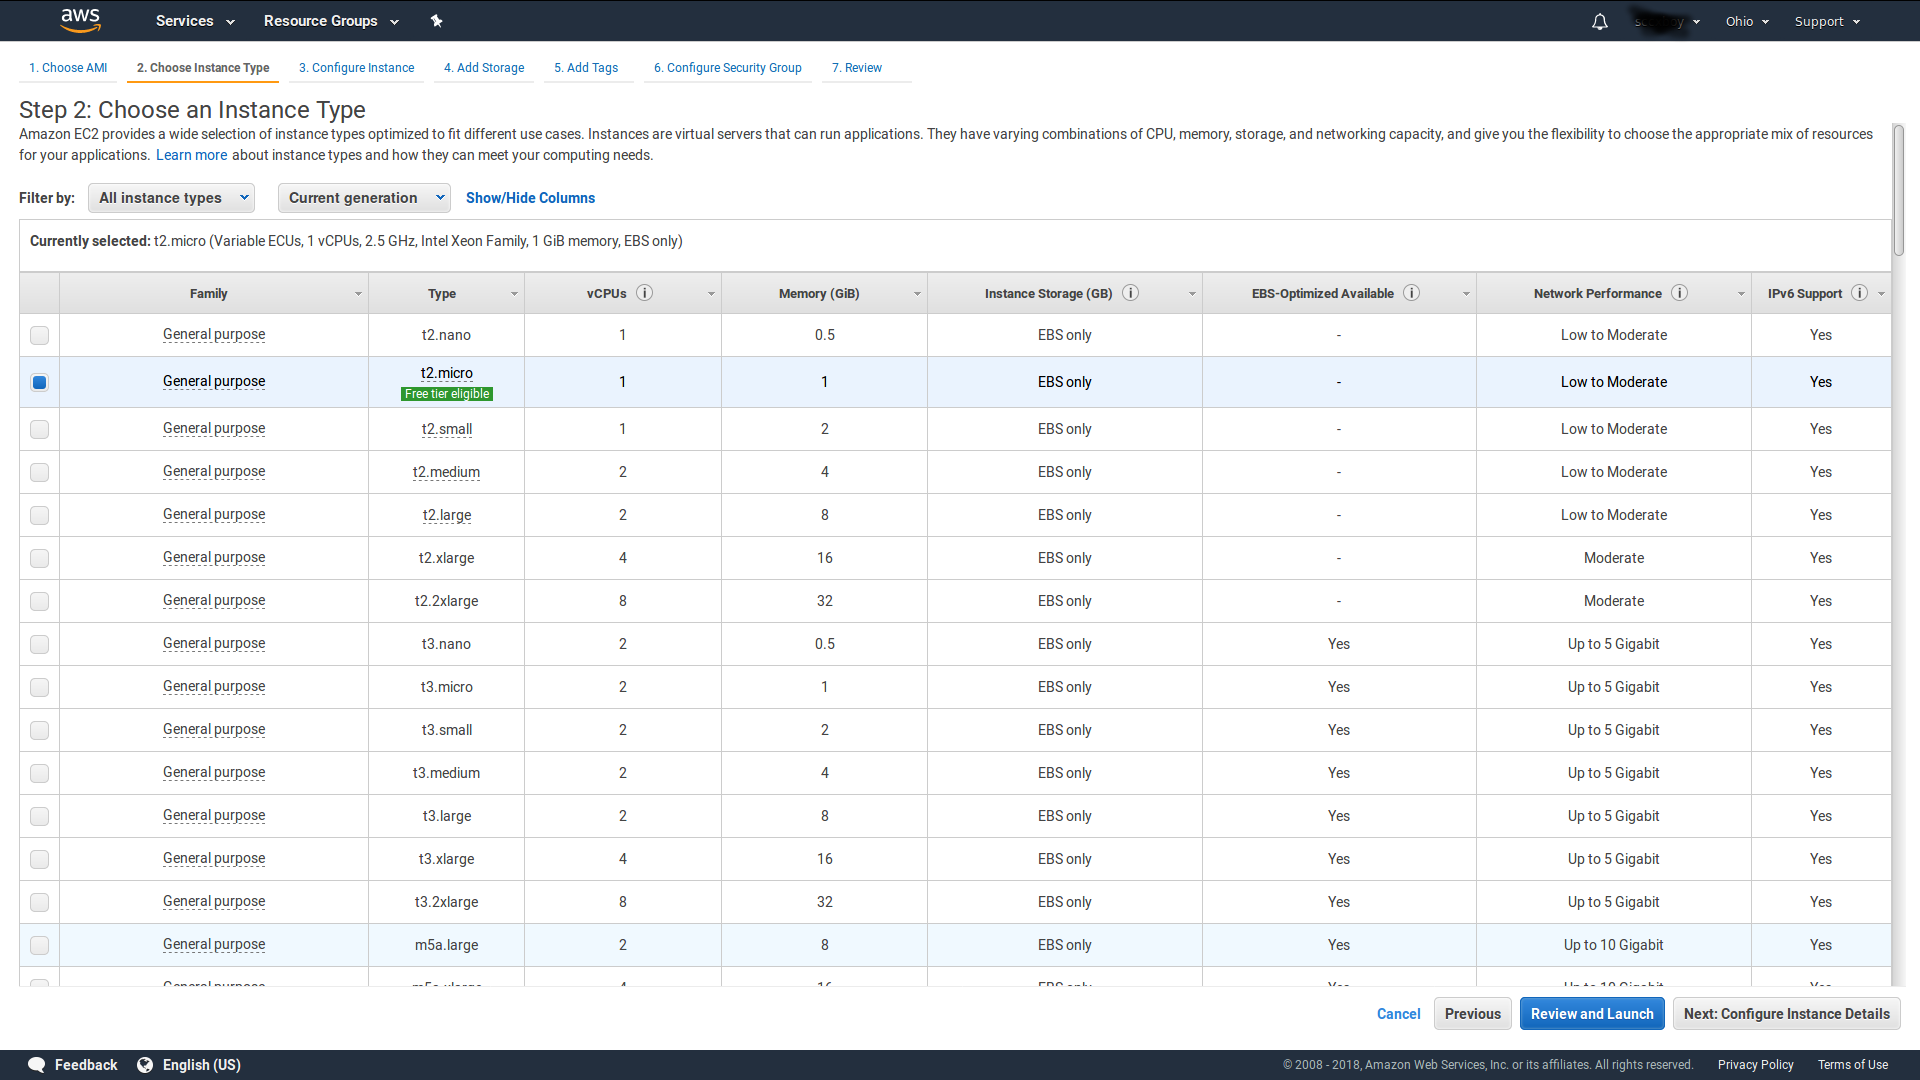 aws Services Resource Groups Ohio Support
1. Choose AMI 2. Choose Instance Type 3. Configure Instance 4. Add Storage 5. Add Tags 6. Configure Security Group 7. Review
Step 2: Choose an Instance Type
Amazon EC2 provides a wide selection of instance types optimized to fit different use cases. Instances are virtual servers that can run applications. They have varying combinations of CPU, memory, storage, and networking capacity, and give you the flexibility to choose the appropriate mix of resources
for your applications. Learn more about instance types and how they can meet your computing needs.
Filter by: All instance types Current generation Show/Hide Columns
Currently selected: t2.micro (Variable ECUs, 1 vCPUs, 2.5 GHz, Intel Xeon Family, 1 GiB memory, EBS only)
Family Type vCPUs i Memory (GiB) Instance Storage (GB) i EBS-Optimized Available i Network Performance i IPv6 Support i
General purpose t2.nano 1 0.5 EBS only - Low to Moderate Yes
General purpose t2.micro 1 1 EBS only - Low to Moderate Yes
Free tier eligible
General purpose t2.small 1 2 EBS only - Low to Moderate Yes
General purpose t2.medium 2 4 EBS only - Low to Moderate Yes
General purpose t2.large 2 8 EBS only - Low to Moderate Yes
General purpose t2.xlarge 4 16 EBS only - Moderate Yes
General purpose t2.2xlarge 8 32 EBS only - Moderate Yes
General purpose t3.nano 2 0.5 EBS only Yes Up to 5 Gigabit Yes
General purpose t3.micro 2 1 EBS only Yes Up to 5 Gigabit Yes
General purpose t3.small 2 2 EBS only Yes Up to 5 Gigabit Yes
General purpose t3.medium 2 4 EBS only Yes Up to 5 Gigabit Yes
General purpose t3.large 2 8 EBS only Yes Up to 5 Gigabit Yes
General purpose t3.xlarge 4 16 EBS only Yes Up to 5 Gigabit Yes
General purpose t3.2xlarge 8 32 EBS only Yes Up to 5 Gigabit Yes
General purpose m5a.large 2 8 EBS only Yes Up to 10 Gigabit Yes
General purpose m5a.xlarge 4 16 EBS only Yes Up to 10 Gigabit Yes
Cancel Previous Review and Launch Next: Configure Instance Details
Feedback English (US) © 2008 - 2018, Amazon Web Services, Inc. or its affiliates. All rights reserved. Privacy Policy Terms of Use